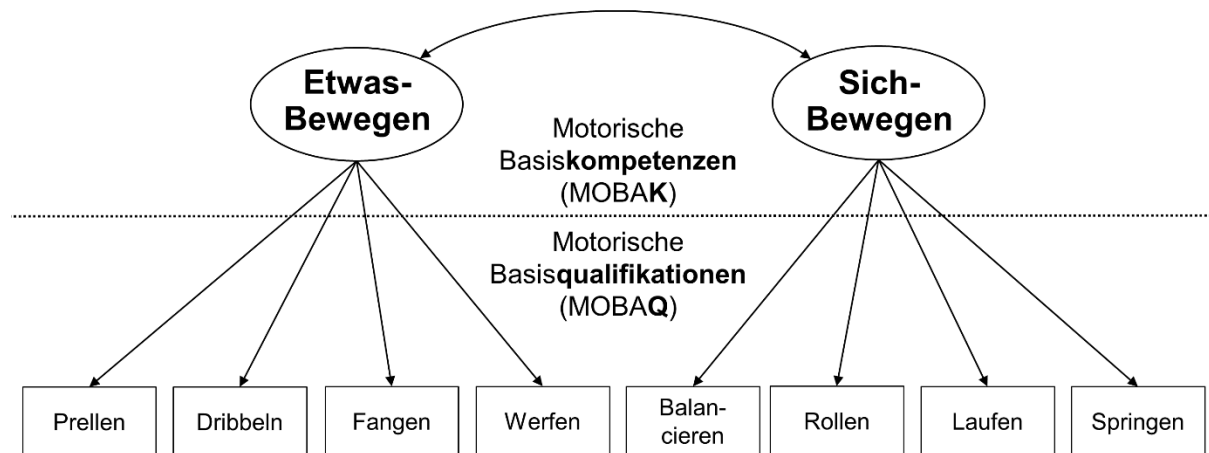 Etwas-
Bewegen
Sich-
Bewegen
Motorische
Basiskompetenzen
(MOBAK)
Motorische
Basisqualifikationen
(MOBAQ)
Prellen
Dribbeln
Fangen
Werfen
Balan-
cieren
Rollen
Laufen
Springen